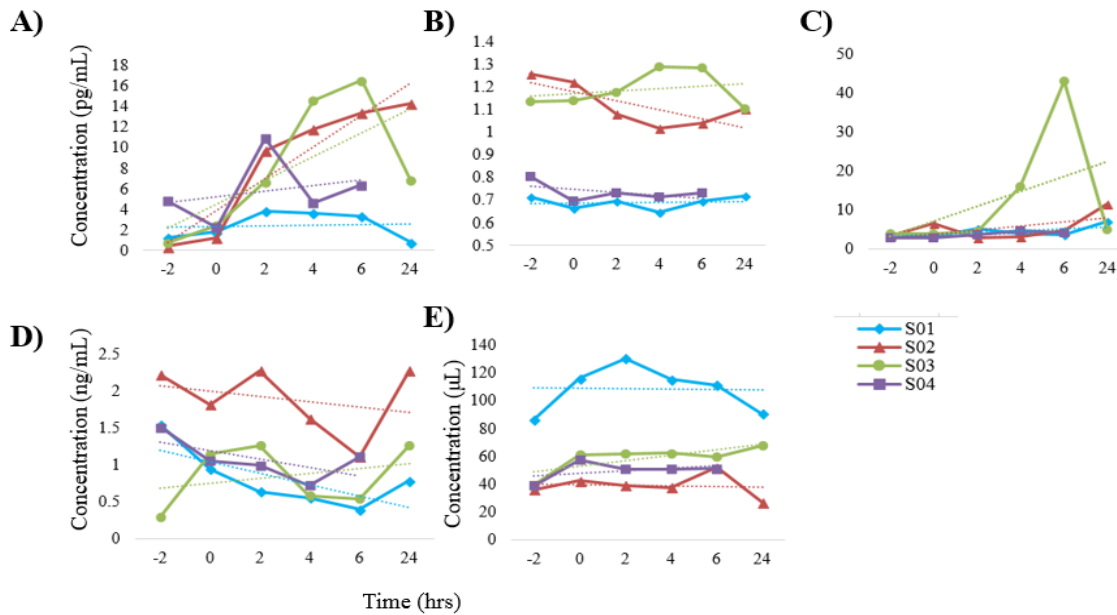 A)
B)
C)
Concentration (pg/mL)
18
16
14
12
10
8
6
4
2
0
-2 0 2 4 6 24
1.4
1.3
1.2
1.1
1
0.9
0.8
0.7
0.6
0.5
-2 0 2 4 6 24
50
40
30
20
10
0
-2 0 2 4 6 24
D)
E)
Concentration (ng/mL)
2.5
2
1.5
1
0.5
0
-2 0 2 4 6 24
Concentration (µL)
140
120
100
80
60
40
20
0
-2 0 2 4 6 24
S01
S02
S03
S04
Time (hrs)